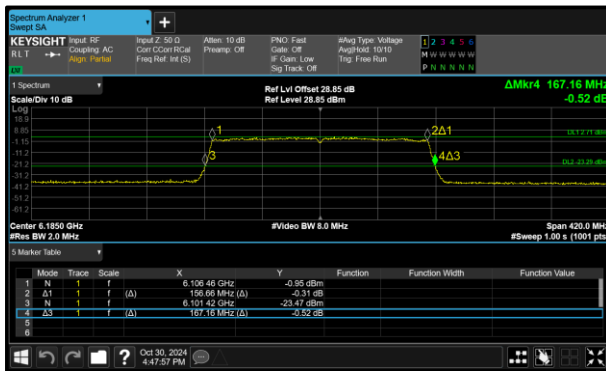 Spectrum Analyzer 1
Swept SA
KEYSIGHT Input: RF Input Z: 50 Ω Atten: 10 dB PNO: Fast #Avg Type: Voltage 1 2 3 4 5 6
RLT Coupling: AC Corr CCorr RCal Preamp: Off Gate: Off Avg|Hold: 10/10 M W W W W W
Align: Partial Freq Ref: Int (S) IF Gain: Low Trig: Free Run P N N N N N
Sig Track: Off
1 Spectrum
Ref Lvl Offset 28.85 dB ΔMkr4 167.16 MHz
Scale/Div 10 dB Ref Level 28.85 dBm -0.52 dB
Log
18.9
8.85
-1.15
-11.2
-21.2
-31.2
-41.2
-51.2
-61.2
1
2Δ1
3
4Δ3
DL1 2.71 dBm
DL2 -23.29 dBm
Center 6.1850 GHz #Video BW 8.0 MHz Span 420.0 MHz
#Res BW 2.0 MHz #Sweep 1.00 s (1001 pts)
5 Marker Table
Mode Trace Scale X Y Function Function Width Function Value
1 N 1 f 6.106 46 GHz -0.95 dBm
2 Δ1 1 f (Δ) 156.66 MHz (Δ) -0.31 dB
3 N 1 f 6.101 42 GHz -23.47 dBm
4 Δ3 1 f (Δ) 167.16 MHz (Δ) -0.52 dB
5
6
? Oct 30, 2024
4:47:57 PM